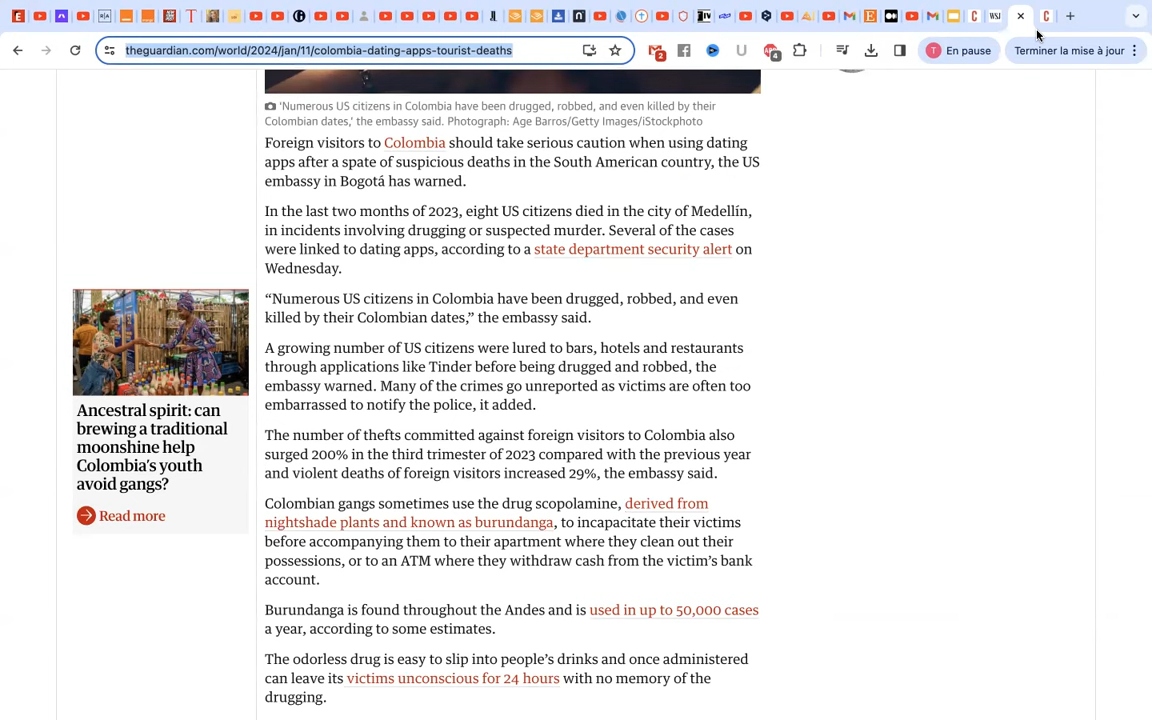 theguardian.com/world/2024/jan/11/colombia-dating-apps-tourist-deaths
2
4
T En pause
Terminer la mise à jour
WSJ
'Numerous US citizens in Colombia have been drugged, robbed, and even killed by their
Colombian dates,' the embassy said. Photograph: Age Barros/Getty Images/iStockphoto
Foreign visitors to Colombia should take serious caution when using dating
apps after a spate of suspicious deaths in the South American country, the US
embassy in Bogotá has warned.
In the last two months of 2023, eight US citizens died in the city of Medellín,
in incidents involving drugging or suspected murder. Several of the cases
were linked to dating apps, according to a state department security alert on
Wednesday.
“Numerous US citizens in Colombia have been drugged, robbed, and even
killed by their Colombian dates,” the embassy said.
A growing number of US citizens were lured to bars, hotels and restaurants
through applications like Tinder before being drugged and robbed, the
embassy warned. Many of the crimes go unreported as victims are often too
embarrassed to notify the police, it added.
The number of thefts committed against foreign visitors to Colombia also
surged 200% in the third trimester of 2023 compared with the previous year
and violent deaths of foreign visitors increased 29%, the embassy said.
Colombian gangs sometimes use the drug scopolamine, derived from
nightshade plants and known as burundanga, to incapacitate their victims
before accompanying them to their apartment where they clean out their
possessions, or to an ATM where they withdraw cash from the victim’s bank
account.
Burundanga is found throughout the Andes and is used in up to 50,000 cases
a year, according to some estimates.
The odorless drug is easy to slip into people’s drinks and once administered
can leave its victims unconscious for 24 hours with no memory of the
drugging.
Ancestral spirit: can
brewing a traditional
moonshine help
Colombia’s youth
avoid gangs?
Read more